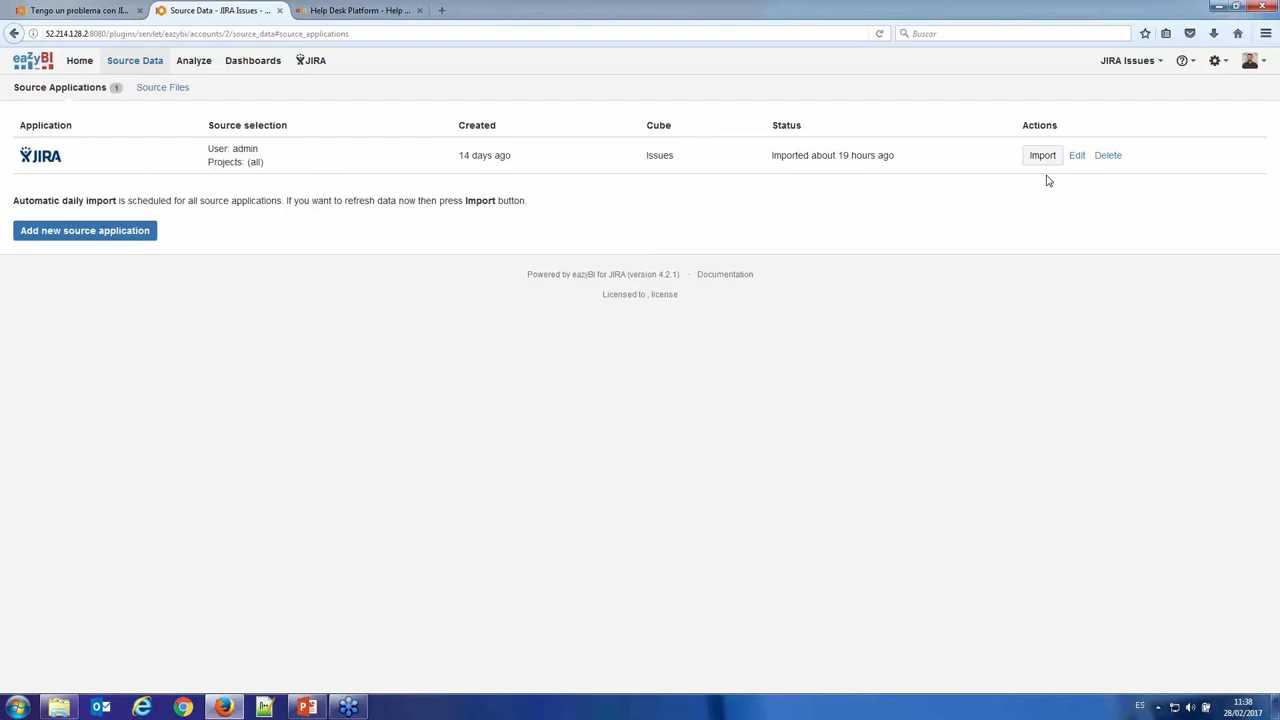 Tengo un problema con JI...
Source Data - JIRA Issues - ...
Help Desk Platform - Help ...
52.214.128.2:8080/plugins/servlet/eazybi/accounts/2/source_data#source_applications
Buscar
eazyBI
Home
Source Data
Analyze
Dashboards
JIRA
JIRA Issues
Source Applications 1
Source Files
Application
Source selection
Created
Cube
Status
Actions
JIRA
User: admin
Projects: (all)
14 days ago
Issues
Imported about 19 hours ago
Import
Edit
Delete
Automatic daily import is scheduled for all source applications. If you want to refresh data now then press Import button.
Add new source application
Powered by eazyBI for JIRA (version 4.2.1) · Documentation
Licensed to , license
ES
11:38
28/02/2017